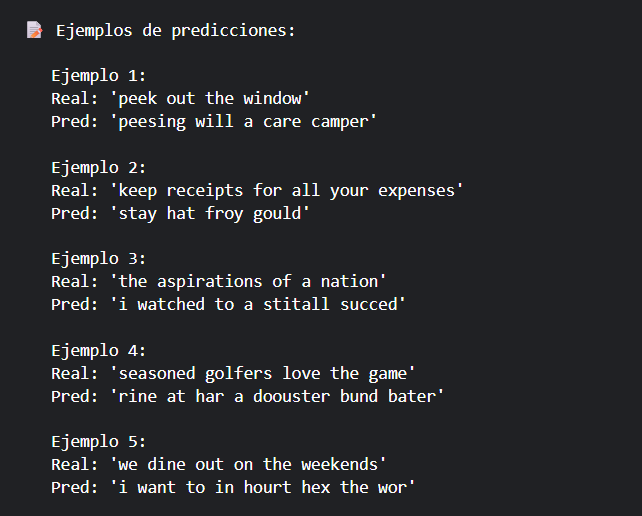 📝 Ejemplos de predicciones:
Ejemplo 1:
Real: 'peek out the window'
Pred: 'peesing will a care camper'
Ejemplo 2:
Real: 'keep receipts for all your expenses'
Pred: 'stay hat froy gould'
Ejemplo 3:
Real: 'the aspirations of a nation'
Pred: 'i watched to a stitall succed'
Ejemplo 4:
Real: 'seasoned golfers love the game'
Pred: 'rine at har a doouster bund bater'
Ejemplo 5:
Real: 'we dine out on the weekends'
Pred: 'i want to in hourt hex the wor'